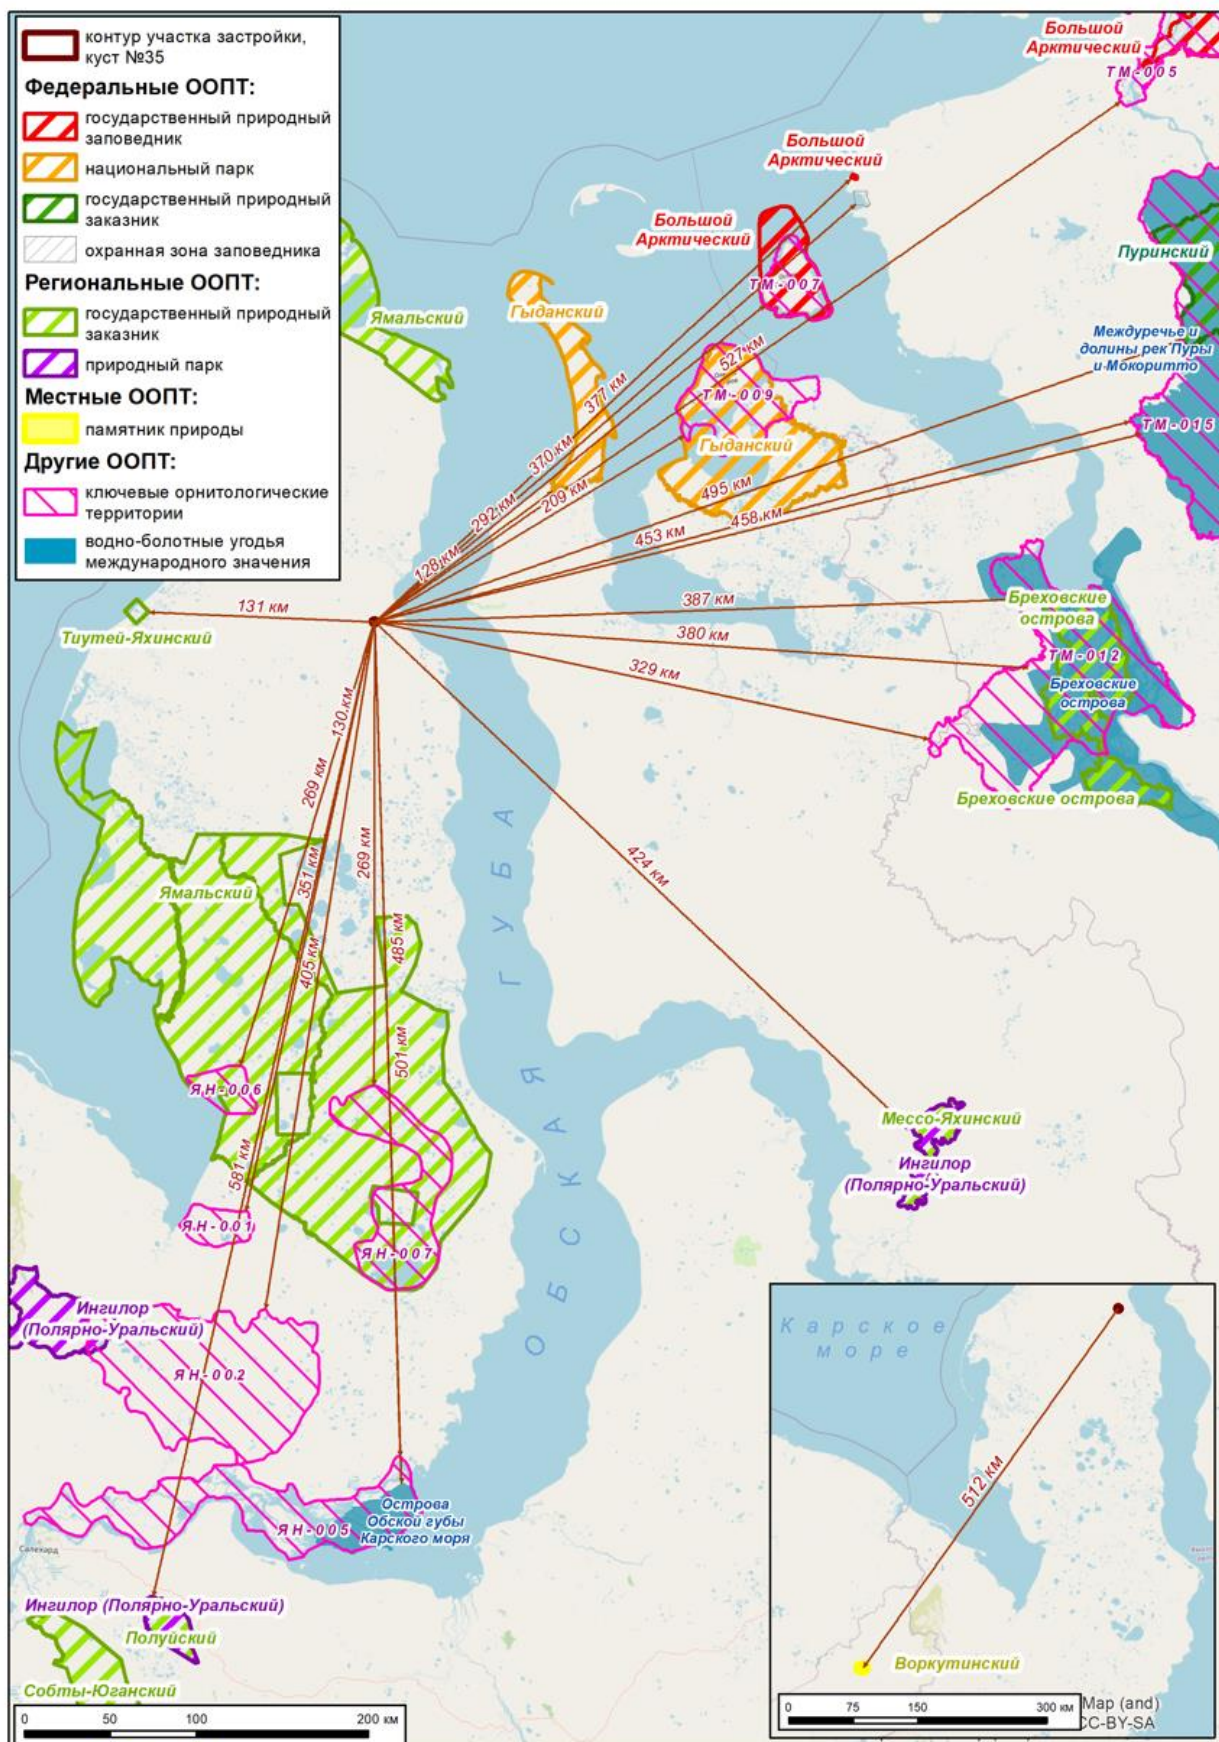 контур участка застройки,
куст №35
Федеральные ООПТ:
государственный природный
заповедник
национальный парк
государственный природный
заказник
охранная зона заповедника
Региональные ООПТ:
государственный природный
заказник
природный парк
Местные ООПТ:
памятник природы
Другие ООПТ:
ключевые орнитологические
территории
водно-болотные угодья
международного значения
Большой
Арктический
ТМ-005
Большой
Арктический
Большой
Арктический
ТМ-007
Пуринский
Ямальский
Гыданский
Междуречье и
долины рек Пуры
и Мокоритто
527 км
377 км
ТМ-009
Гыданский
ТМ-015
370 км
292 км
209 км
495 км
453 км
458 км
128 км
131 км
Тиутей-Яхинский
387 км
380 км
329 км
Бреховские
острова
ТМ-012
Бреховские
острова
Бреховские острова
130 км
269 км
351 км
269 км
424 км
Ямальский
405 км
485 км
501 км
ОБСКАЯ ГУБА
ЯН-006
581 км
ЯН-001
ЯН-007
Мессо-Яхинский
Ингилор
(Полярно-Уральский)
Ингилор
(Полярно-Уральский)
ЯН-002
Острова
Обской губы
Карского моря
ЯН-005
Салехард
Ингилор (Полярно-Уральский)
Полуйский
Собты-Юганский
0 50 100 200 км
Карское
море
512 км
Воркутинский
0 75 150 300 км
Map (and)
CC-BY-SA